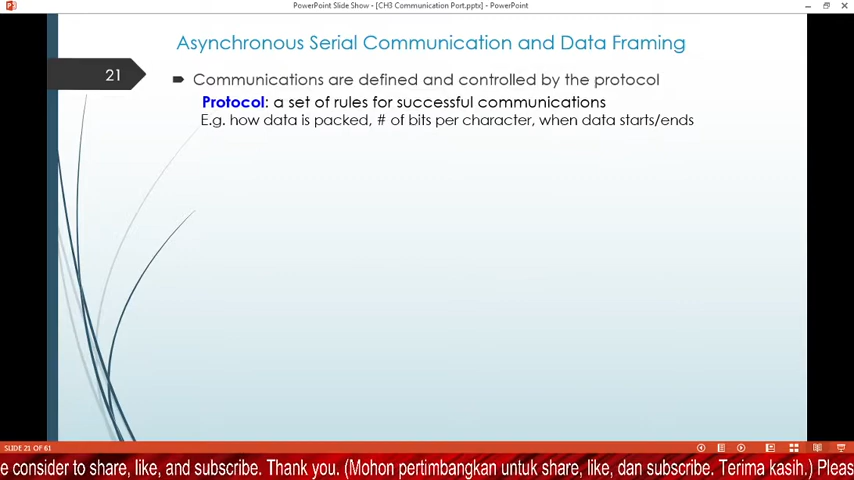 PowerPoint Slide Show - [CH3 Communication Port.pptx] - PowerPoint
Asynchronous Serial Communication and Data Framing
21
Communications are defined and controlled by the protocol
Protocol: a set of rules for successful communications
E.g. how data is packed, # of bits per character, when data starts/ends
SLIDE 21 OF 61
e consider to share, like, and subscribe. Thank you. (Mohon pertimbangkan untuk share, like, dan subscribe. Terima kasih.) Pleas